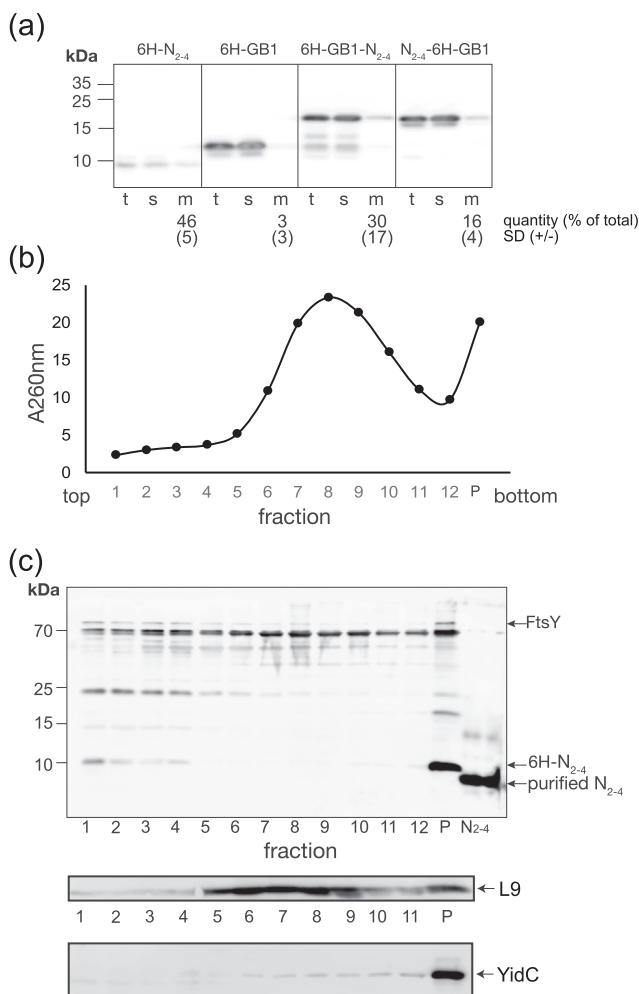 (a)
kDa 6H-N2-4 6H-GB1 6H-GB1-N2-4 N2-4-6H-GB1
35
25
15
10
t s m t s m t s m t s m
46 3 30 16 quantity (% of total)
(5) (3) (17) (4) SD (+/-)
(b)
25
20
15
10
5
0
A260nm
top 1 2 3 4 5 6 7 8 9 10 11 12 P bottom
fraction
(c)
kDa
FtsY
70
25
15
10
6H-N2-4
purified N2-4
1 2 3 4 5 6 7 8 9 10 11 12 P N2-4
fraction
L9
1 2 3 4 5 6 7 8 9 10 11 P
YidC